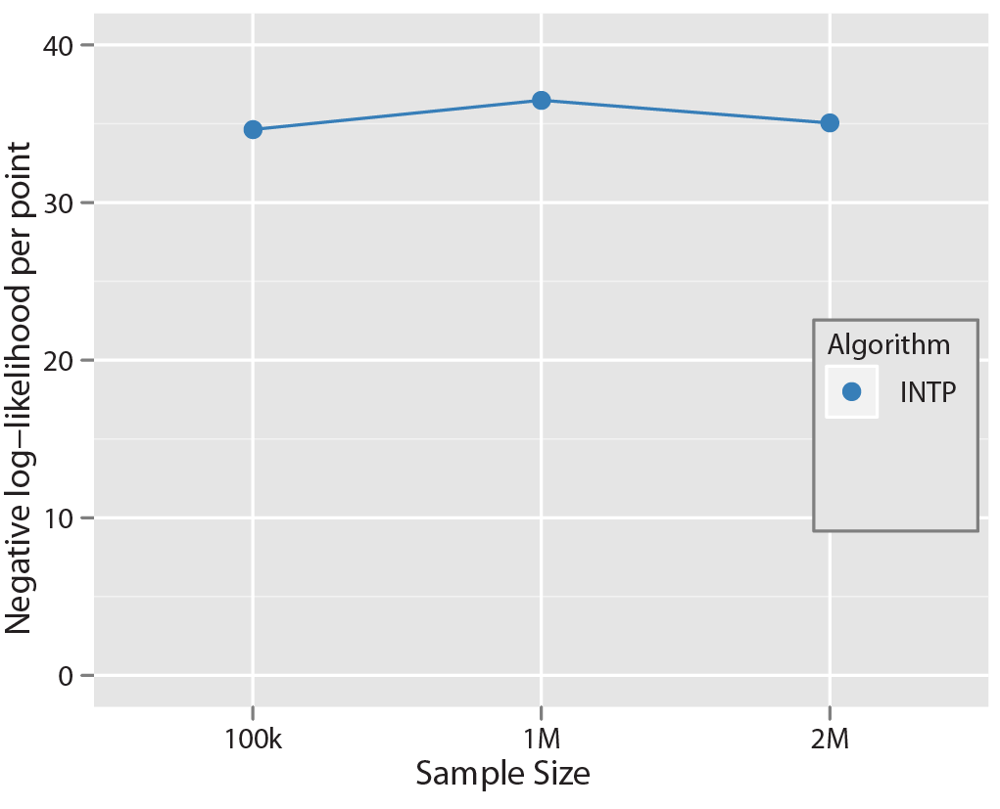 Negative log–likelihood per point
40
30
20
10
0
Algorithm
INTP
100k
1M
2M
Sample Size